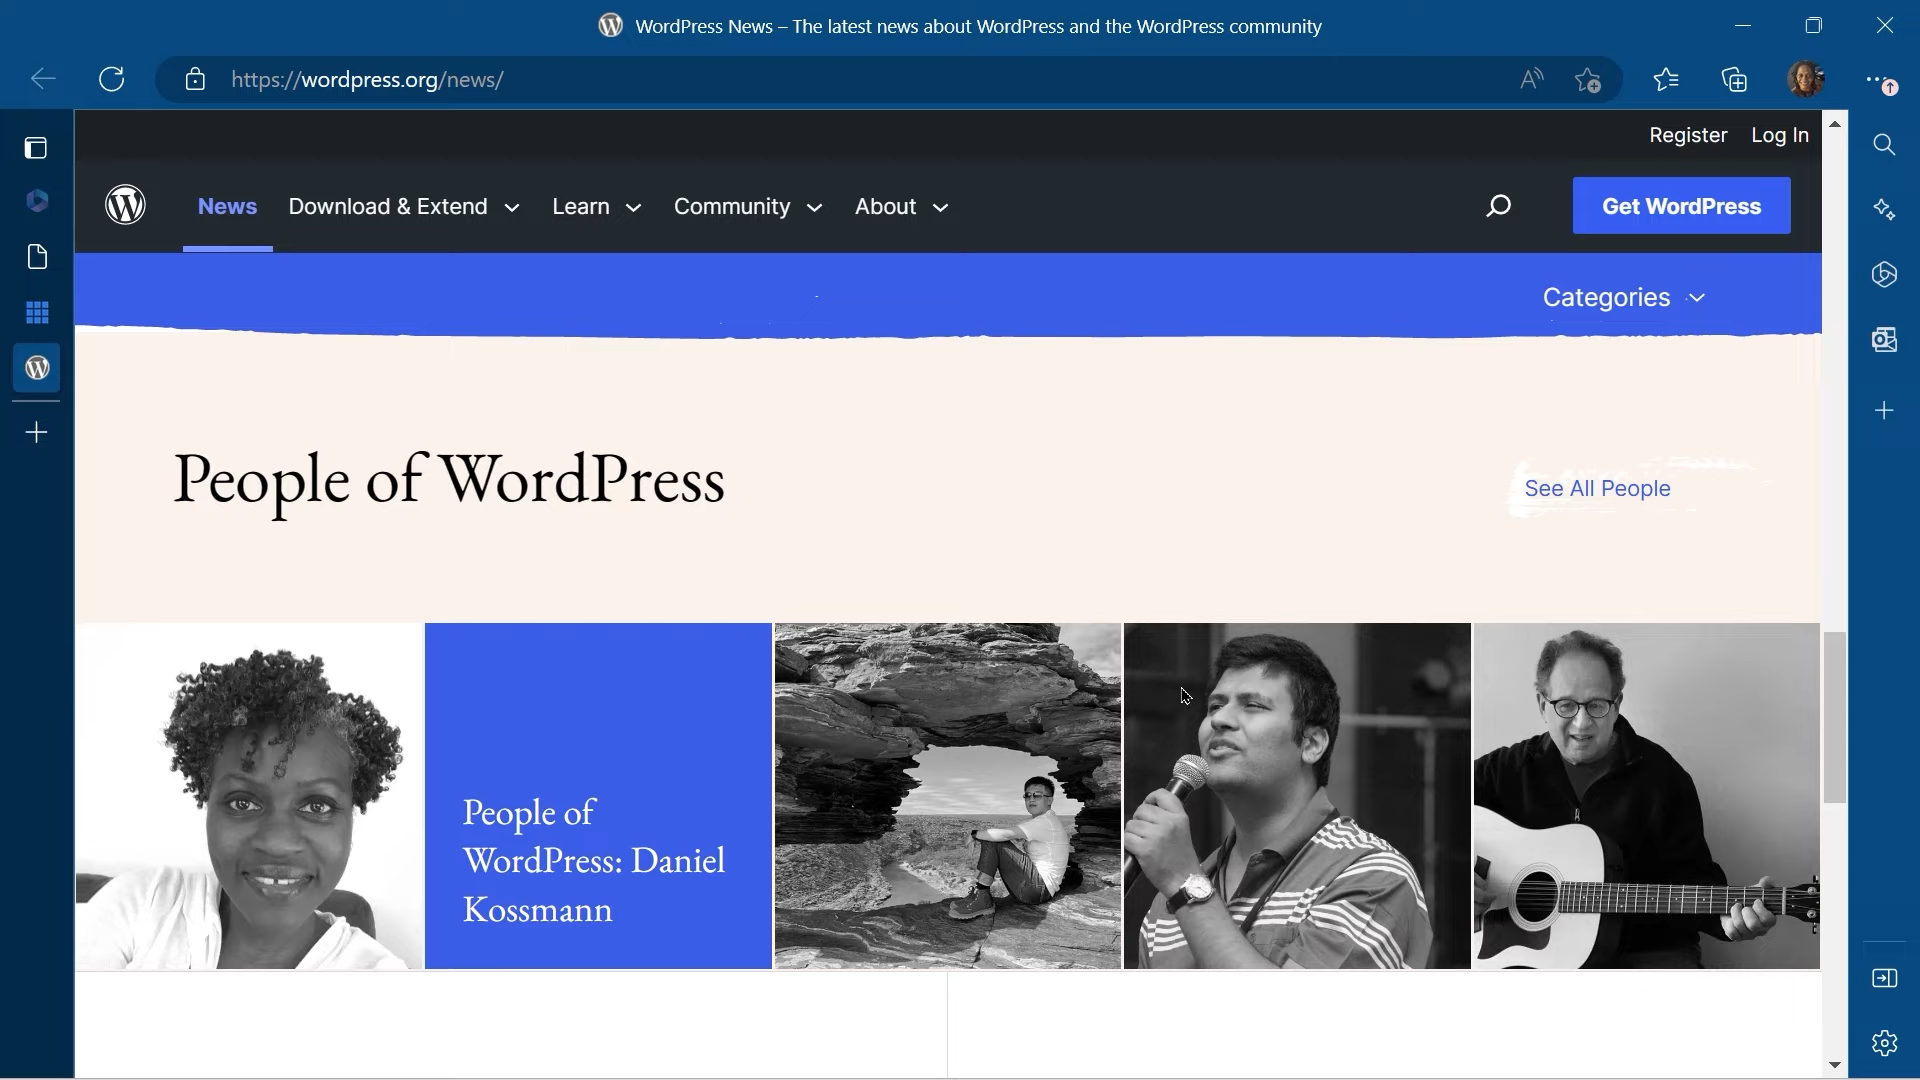 WordPress News – The latest news about WordPress and the WordPress community
https://wordpress.org/news/
Register Log In
News Download & Extend Learn Community About Get WordPress
Categories
People of WordPress
See All People
People of
WordPress: Daniel
Kossmann